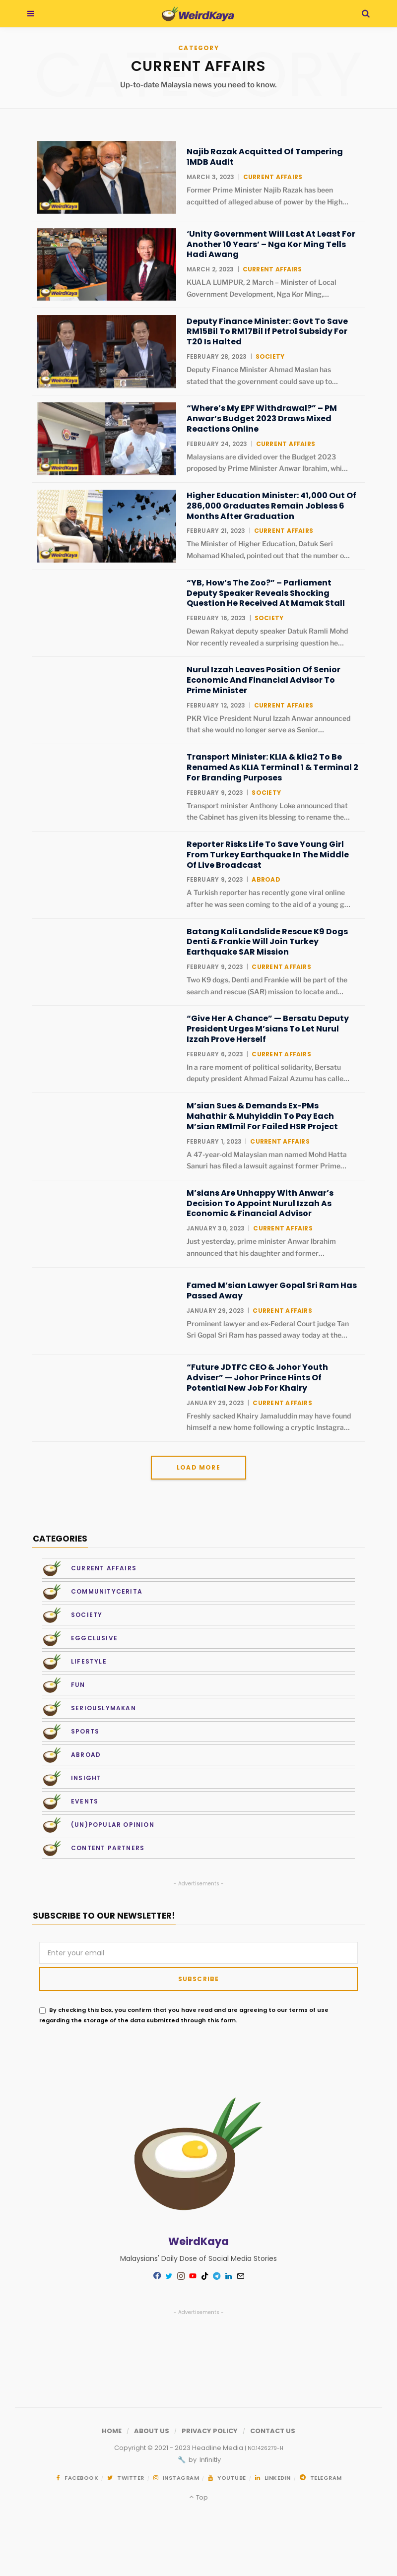 WeirdKaya
CATEGORY
CATEGORY
CURRENT AFFAIRS
Up-to-date Malaysia news you need to know.
WeirdKaya
Najib Razak Acquitted Of Tampering
1MDB Audit
MARCH 3, 2023 | CURRENT AFFAIRS
Former Prime Minister Najib Razak has been
acquitted of alleged abuse of power by the High...
WeirdKaya
‘Unity Government Will Last At Least For
Another 10 Years’ – Nga Kor Ming Tells
Hadi Awang
MARCH 2, 2023 | CURRENT AFFAIRS
KUALA LUMPUR, 2 March – Minister of Local
Government Development, Nga Kor Ming,...
WeirdKaya
Deputy Finance Minister: Govt To Save
RM15Bil To RM17Bil If Petrol Subsidy For
T20 Is Halted
FEBRUARY 28, 2023 | SOCIETY
Deputy Finance Minister Ahmad Maslan has
stated that the government could save up to...
WeirdKaya
“Where’s My EPF Withdrawal?” – PM
Anwar’s Budget 2023 Draws Mixed
Reactions Online
FEBRUARY 24, 2023 | CURRENT AFFAIRS
Malaysians are divided over the Budget 2023
proposed by Prime Minister Anwar Ibrahim, whi...
WeirdKaya
Higher Education Minister: 41,000 Out Of
286,000 Graduates Remain Jobless 6
Months After Graduation
FEBRUARY 21, 2023 | CURRENT AFFAIRS
The Minister of Higher Education, Datuk Seri
Mohamad Khaled, pointed out that the number o...
“YB, How’s The Zoo?” – Parliament
Deputy Speaker Reveals Shocking
Question He Received At Mamak Stall
FEBRUARY 16, 2023 | SOCIETY
Dewan Rakyat deputy speaker Datuk Ramli Mohd
Nor recently revealed a surprising question he...
Nurul Izzah Leaves Position Of Senior
Economic And Financial Advisor To
Prime Minister
FEBRUARY 12, 2023 | CURRENT AFFAIRS
PKR Vice President Nurul Izzah Anwar announced
that she would no longer serve as Senior...
Transport Minister: KLIA & klia2 To Be
Renamed As KLIA Terminal 1 & Terminal 2
For Branding Purposes
FEBRUARY 9, 2023 | SOCIETY
Transport minister Anthony Loke announced that
the Cabinet has given its blessing to rename the...
Reporter Risks Life To Save Young Girl
From Turkey Earthquake In The Middle
Of Live Broadcast
FEBRUARY 9, 2023 | ABROAD
A Turkish reporter has recently gone viral online
after he was seen coming to the aid of a young g...
Batang Kali Landslide Rescue K9 Dogs
Denti & Frankie Will Join Turkey
Earthquake SAR Mission
FEBRUARY 9, 2023 | CURRENT AFFAIRS
Two K9 dogs, Denti and Frankie will be part of the
search and rescue (SAR) mission to locate and...
“Give Her A Chance” — Bersatu Deputy
President Urges M’sians To Let Nurul
Izzah Prove Herself
FEBRUARY 6, 2023 | CURRENT AFFAIRS
In a rare moment of political solidarity, Bersatu
deputy president Ahmad Faizal Azumu has calle...
M’sian Sues & Demands Ex-PMs
Mahathir & Muhyiddin To Pay Each
M’sian RM1mil For Failed HSR Project
FEBRUARY 1, 2023 | CURRENT AFFAIRS
A 47-year-old Malaysian man named Mohd Hatta
Sanuri has filed a lawsuit against former Prime...
M’sians Are Unhappy With Anwar’s
Decision To Appoint Nurul Izzah As
Economic & Financial Advisor
JANUARY 30, 2023 | CURRENT AFFAIRS
Just yesterday, prime minister Anwar Ibrahim
announced that his daughter and former...
Famed M’sian Lawyer Gopal Sri Ram Has
Passed Away
JANUARY 29, 2023 | CURRENT AFFAIRS
Prominent lawyer and ex-Federal Court judge Tan
Sri Gopal Sri Ram has passed away today at the...
“Future JDTFC CEO & Johor Youth
Adviser” — Johor Prince Hints Of
Potential New Job For Khairy
JANUARY 29, 2023 | CURRENT AFFAIRS
Freshly sacked Khairy Jamaluddin may have found
himself a new home following a cryptic Instagra...
LOAD MORE
CATEGORIES
CURRENT AFFAIRS
COMMUNITYCERITA
SOCIETY
EGGCLUSIVE
LIFESTYLE
FUN
SERIOUSLYMAKAN
SPORTS
ABROAD
INSIGHT
EVENTS
(UN)POPULAR OPINION
CONTENT PARTNERS
- Advertisements -
SUBSCRIBE TO OUR NEWSLETTER!
Enter your email
SUBSCRIBE
By checking this box, you confirm that you have read and are agreeing to our terms of use
regarding the storage of the data submitted through this form.
WeirdKaya
Malaysians' Daily Dose of Social Media Stories
- Advertisements -
HOME / ABOUT US / PRIVACY POLICY / CONTACT US
Copyright © 2021 - 2023 Headline Media | NO.1426279-H
by Infinitly
FACEBOOK / TWITTER / INSTAGRAM / YOUTUBE / LINKEDIN / TELEGRAM
Top